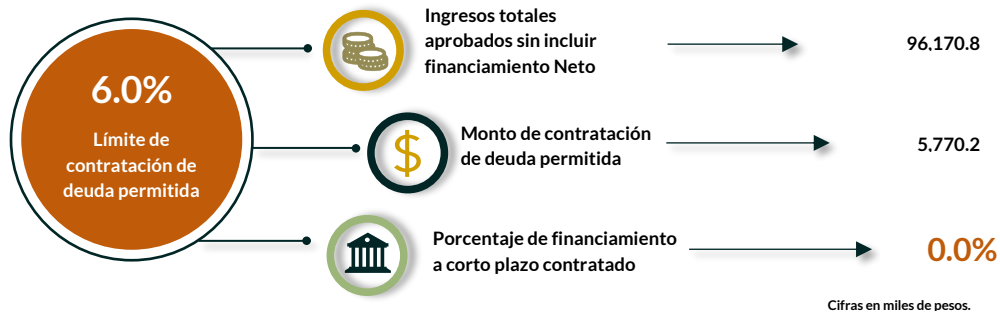 6.0%
Límite de
contratación de
deuda permitida
Ingresos totales
aprobados sin incluir
financiamiento Neto
96,170.8
$
Monto de contratación
de deuda permitida
5,770.2
Porcentaje de financiamiento
a corto plazo contratado
0.0%
Cifras en miles de pesos.